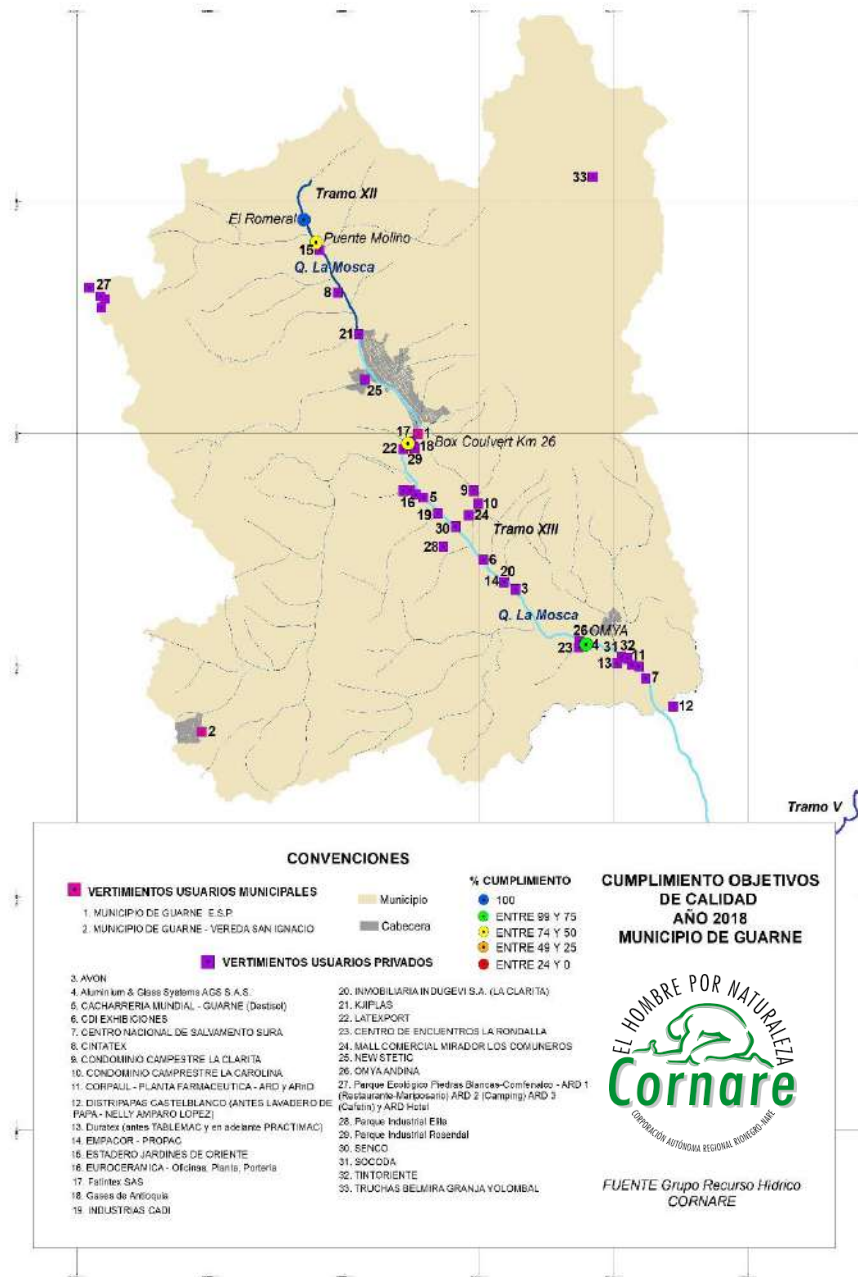 Tramo XII
El Romeral
Puente Molino
15
Q. La Mosca
33
27
8
21
25
17
1
18
Box Coulvert Km 26
22
29
16
5
9
10
19
24
30
Tramo XIII
28
6
20
14
3
Q. La Mosca
26
OMYA
23
4
31
32
13
11
7
12
2
Tramo V
CONVENCIONES
VERTIMIENTOS USUARIOS MUNICIPALES
1. MUNICIPIO DE GUARNE E.S.P.
2. MUNICIPIO DE GUARNE - VEREDA SAN IGNACIO
Municipio
Cabecera
% CUMPLIMIENTO
100
ENTRE 99 Y 75
ENTRE 74 Y 50
ENTRE 49 Y 25
ENTRE 24 Y 0
VERTIMIENTOS USUARIOS PRIVADOS
3. AVON
4. Aluminium & Glass Systems AGS S.A.S.
5. CACHARRERIA MUNDIAL - GUARNE (Destisol)
6. CDI EXHIBICIONES
7. CENTRO NACIONAL DE SALVAMENTO SURA
8. CINTATEX
9. CONDOMINIO CAMPESTRE LA CLARITA
10. CONDOMINIO CAMPRESTRE LA CAROLINA
11. CORPAUL - PLANTA FARMACEUTICA - ARD y ARnD
12. DISTRIPAPAS CASTELBLANCO (ANTES LAVADERO DE
PAPA - NELLY AMPARO LOPEZ)
13. Duratex (antes TABLEMAC y en adelante PRACTIMAC)
14. EMPACOR - PROPAC
15. ESTADERO JARDINES DE ORIENTE
16. EUROCERAMICA - Oficinas, Planta, Porteria
17. Fatintex SAS
18. Gases de Antioquia
19. INDUSTRIAS CADI
20. INMOBILIARIA INDUGEVI S.A. (LA CLARITA)
21. KJIPLAS
22. LATEXPORT
23. CENTRO DE ENCUENTROS LA RONDALLA
24. MALL COMERCIAL MIRADOR LOS COMUNEROS
25. NEW STETIC
26. OMYA ANDINA
27. Parque Ecológico Piedras Blancas-Comfenalco - ARD 1
(Restaurante-Mariposario) ARD 2 (Camping) ARD 3
(Cafetin) y ARD Hotel
28. Parque Industrial Elite
29. Parque Industrial Rosendal
30. SENCO
31. SOCODA
32. TINTORIENTE
33. TRUCHAS BELMIRA GRANJA YOLOMBAL
CUMPLIMIENTO OBJETIVOS
DE CALIDAD
AÑO 2018
MUNICIPIO DE GUARNE
EL HOMBRE POR NATURALEZA
Cornare
CORPORACIÓN AUTÓNOMA REGIONAL RIONEGRO-NARE
FUENTE Grupo Recurso Hídrico
CORNARE